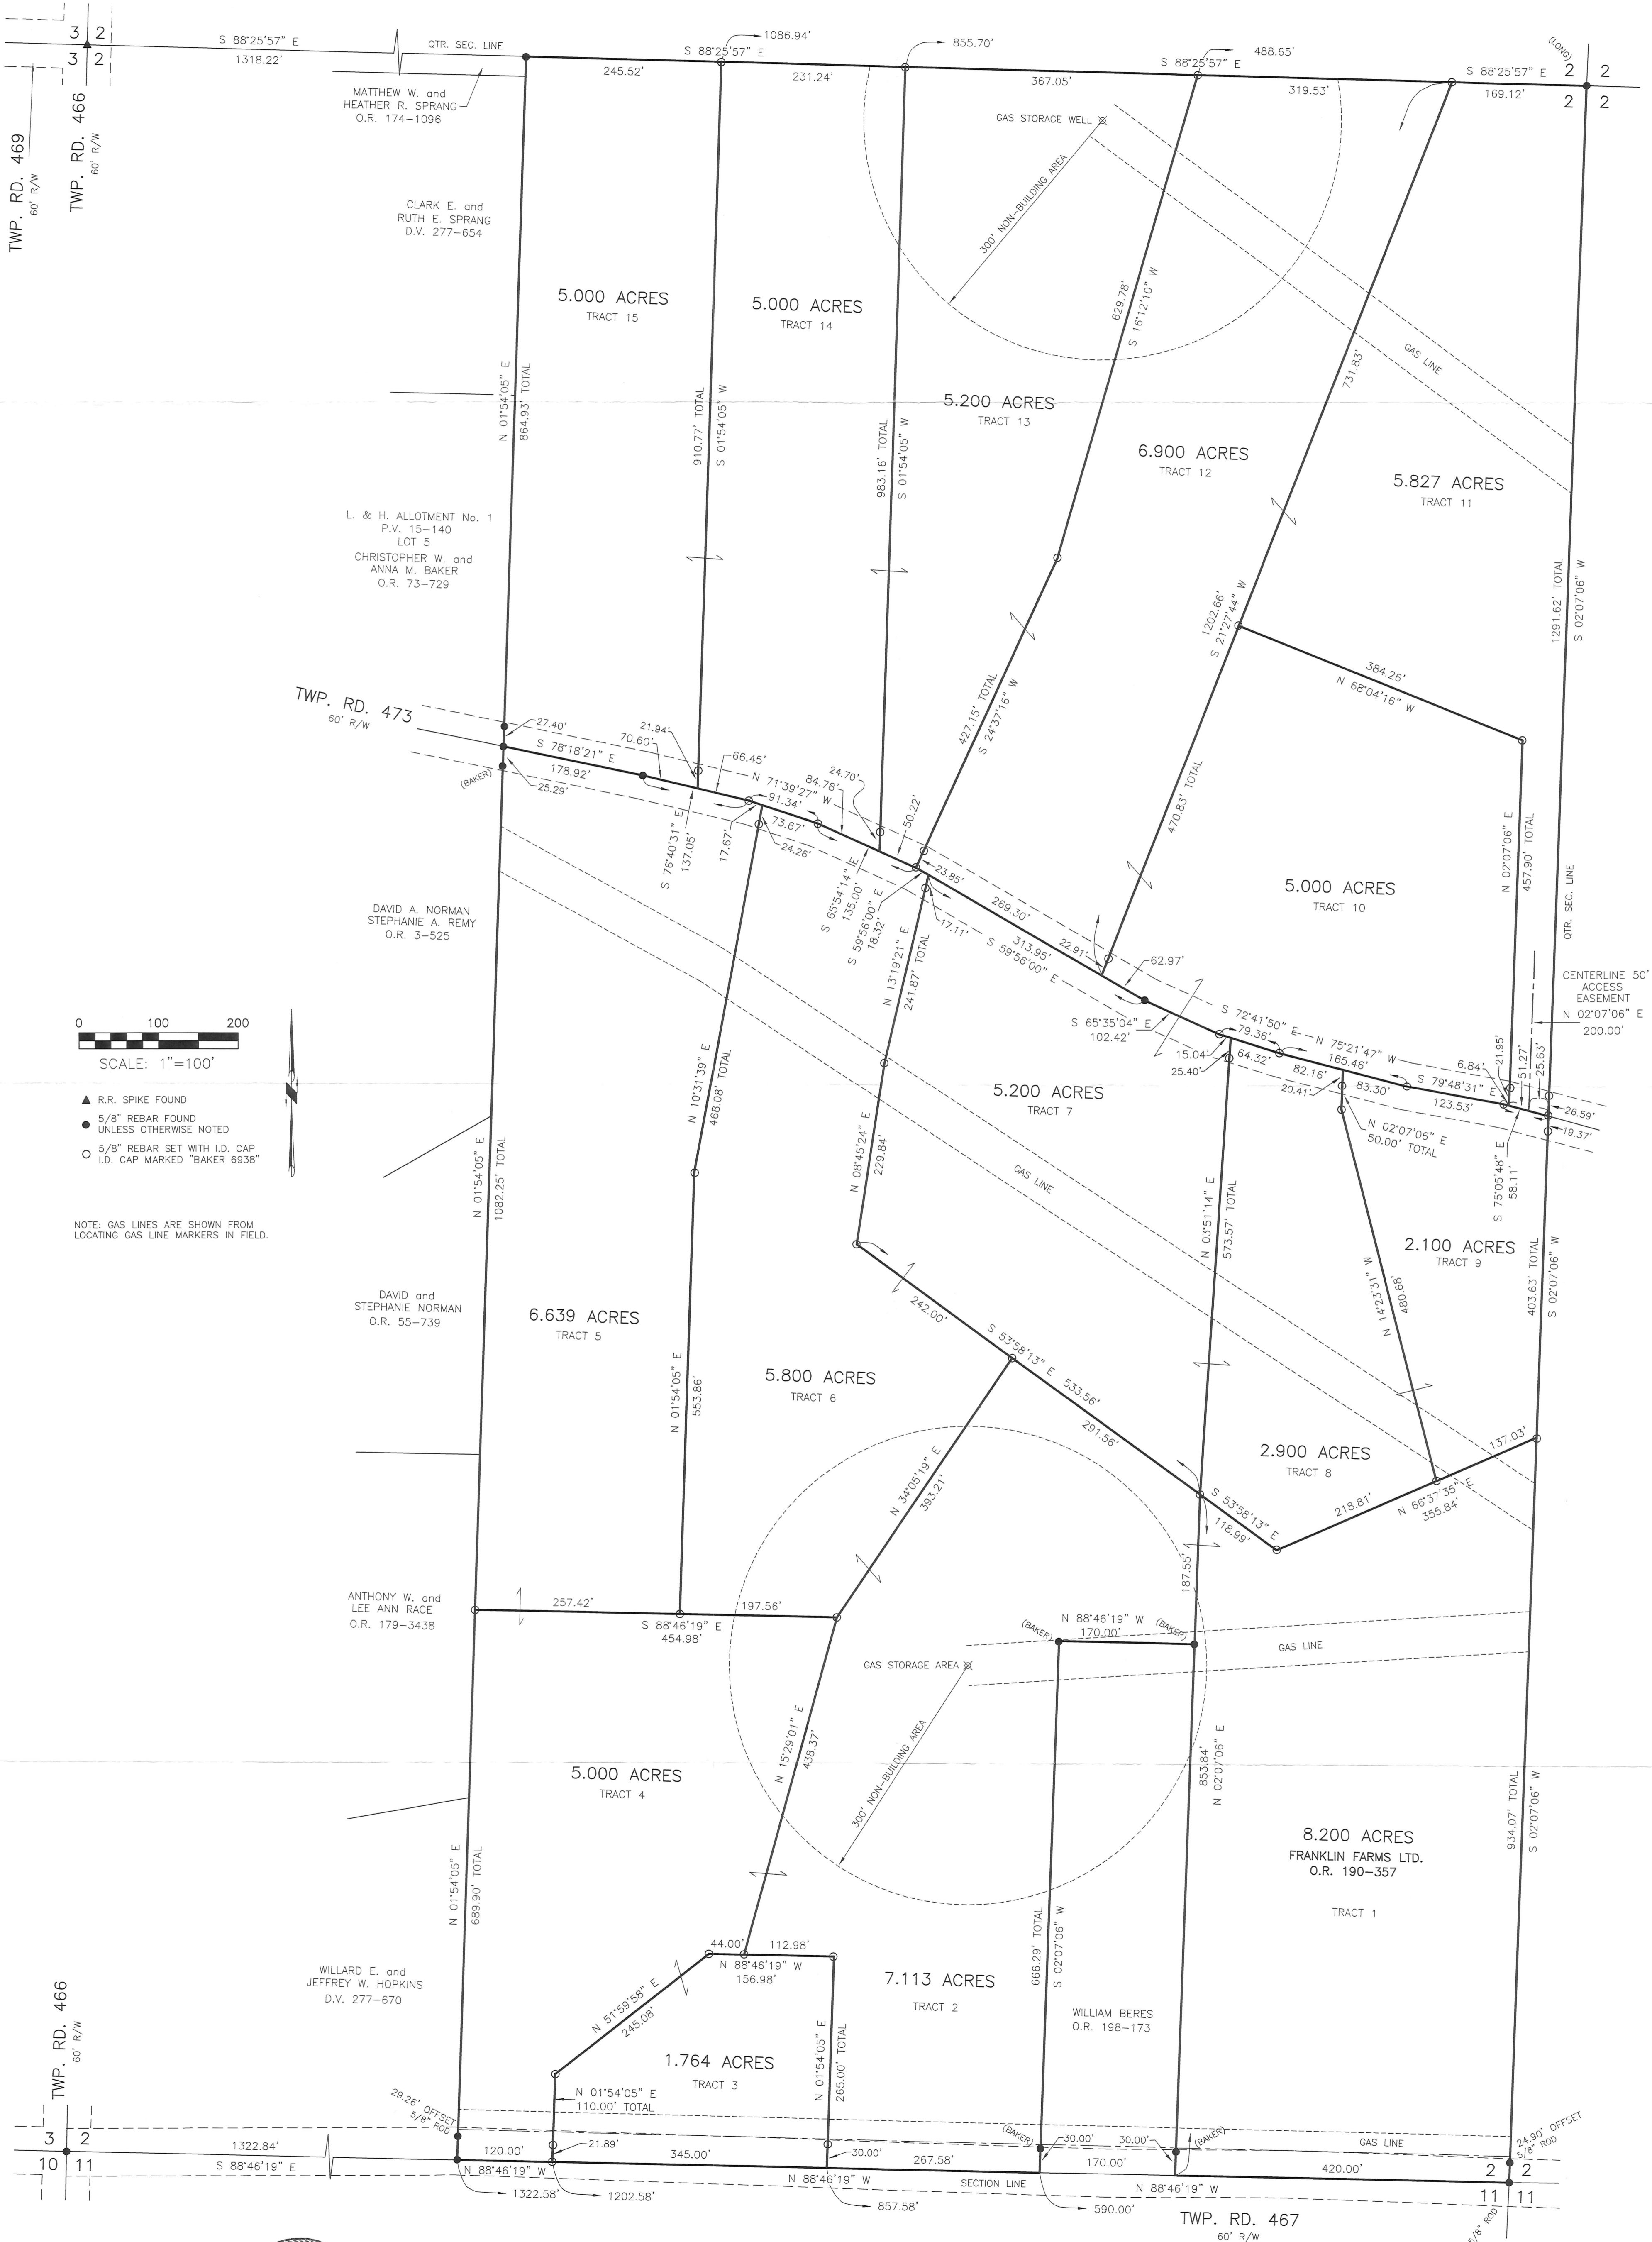 3 2
3 2
TWP. RD. 469
60' R/W
TWP. RD. 466
60' R/W
S 88°25'57" E
1318.22'
QTR. SEC. LINE
S 88°25'57" E
1086.94'
245.52'
231.24'
855.70'
367.05'
S 88°25'57" E
488.65'
319.53'
S 88°25'57" E
169.12'
(LONG)
2 2
2 2
MATTHEW W. and
HEATHER R. SPRANG
O.R. 174-1096
GAS STORAGE WELL
300' NON-BUILDING AREA
CLARK E. and
RUTH E. SPRANG
D.V. 277-654
5.000 ACRES
TRACT 15
5.000 ACRES
TRACT 14
629.78'
S 16°12'10" W
GAS LINE
731.83'
N 01°54'05" E
864.93' TOTAL
910.77' TOTAL
S 01°54'05" W
983.16' TOTAL
S 01°54'05" W
5.200 ACRES
TRACT 13
6.900 ACRES
TRACT 12
5.827 ACRES
TRACT 11
L. & H. ALLOTMENT No. 1
P.V. 15-140
LOT 5
CHRISTOPHER W. and
ANNA M. BAKER
O.R. 73-729
1202.66'
S 21°27'44" W
1291.62' TOTAL
S 02°07'06" W
384.26'
N 68°04'16" W
TWP. RD. 473
60' R/W
27.40'
S 78°18'21" E
178.92'
(BAKER)
25.29'
21.94'
70.60'
66.45'
N 71°39'27" W
91.34'
73.67'
24.70'
84.78'
50.22'
427.15' TOTAL
S 24°37'16" W
470.83' TOTAL
S 76°40'31" E
137.05'
17.67'
24.26'
S 65°54'14" E
135.00'
S 59°56'00" E
18.32'
23.85'
17.11'
269.30'
313.95'
S 59°56'00" E
22.91'
62.97'
5.000 ACRES
TRACT 10
N 02°07'06" E
457.90' TOTAL
QTR. SEC. LINE
DAVID A. NORMAN
STEPHANIE A. REMY
O.R. 3-525
N 13°19'21" E
241.87' TOTAL
CENTERLINE 50'
ACCESS
EASEMENT
N 02°07'06" E
200.00'
S 65°35'04" E
102.42'
S 72°41'50" E
79.36'
15.04'
25.40'
64.32'
N 75°21'47" W
165.46'
82.16'
20.41'
83.30'
S 79°48'31" E
123.53'
6.84'
21.95'
51.27'
25.63'
26.59'
19.37'
N 02°07'06" E
50.00' TOTAL
S 75°05'48" E
58.11'
0 100 200
SCALE: 1"=100'
R.R. SPIKE FOUND
5/8" REBAR FOUND
UNLESS OTHERWISE NOTED
5/8" REBAR SET WITH I.D. CAP
I.D. CAP MARKED "BAKER 6938"
NOTE: GAS LINES ARE SHOWN FROM
LOCATING GAS LINE MARKERS IN FIELD.
N 10°31'39" E
468.08' TOTAL
5.200 ACRES
TRACT 7
N 08°45'24" E
229.84'
GAS LINE
N 01°54'05" E
1082.25' TOTAL
N 03°51'14" E
573.57' TOTAL
2.100 ACRES
TRACT 9
N 14°23'31" W
480.68'
403.63' TOTAL
S 02°07'06" W
DAVID and
STEPHANIE NORMAN
O.R. 55-739
6.639 ACRES
TRACT 5
242.00'
S 53°58'13" E
533.56'
291.56'
5.800 ACRES
TRACT 6
N 01°54'05" E
553.86'
N 34°05'19" E
393.21'
2.900 ACRES
TRACT 8
137.03'
S 53°58'13" E
118.99'
218.81'
N 66°37'35" E
355.84'
187.55'
ANTHONY W. and
LEE ANN RACE
O.R. 179-3438
257.42'
197.56'
S 88°46'19" E
454.98'
(BAKER)
N 88°46'19" W
170.00'
(BAKER)
GAS LINE
GAS STORAGE AREA
300' NON-BUILDING AREA
N 15°29'01" E
438.37'
5.000 ACRES
TRACT 4
853.84'
N 02°07'06" E
8.200 ACRES
FRANKLIN FARMS LTD.
O.R. 190-357
TRACT 1
934.07' TOTAL
S 02°07'06" W
N 01°54'05" E
689.90' TOTAL
666.29' TOTAL
S 02°07'06" W
44.00'
112.98'
N 88°46'19" W
156.98'
WILLARD E. and
JEFFREY W. HOPKINS
D.V. 277-670
N 51°59'58" E
245.08'
7.113 ACRES
TRACT 2
WILLIAM BERES
O.R. 198-173
1.764 ACRES
TRACT 3
N 01°54'05" E
265.00' TOTAL
N 01°54'05" E
110.00' TOTAL
TWP. RD. 466
60' R/W
29.26' OFFSET
5/8" ROD
(BAKER)
30.00'
30.00'
(BAKER)
GAS LINE
24.90' OFFSET
5/8" ROD
3 2
10 11
1322.84'
S 88°46'19" E
120.00'
21.89'
N 88°46'19" W
345.00'
30.00'
267.58'
N 88°46'19" W
170.00'
420.00'
N 88°46'19" W
SECTION LINE
2 2
11 11
1322.58'
1202.58'
857.58'
590.00'
TWP. RD. 467
60' R/W
5/8" ROD